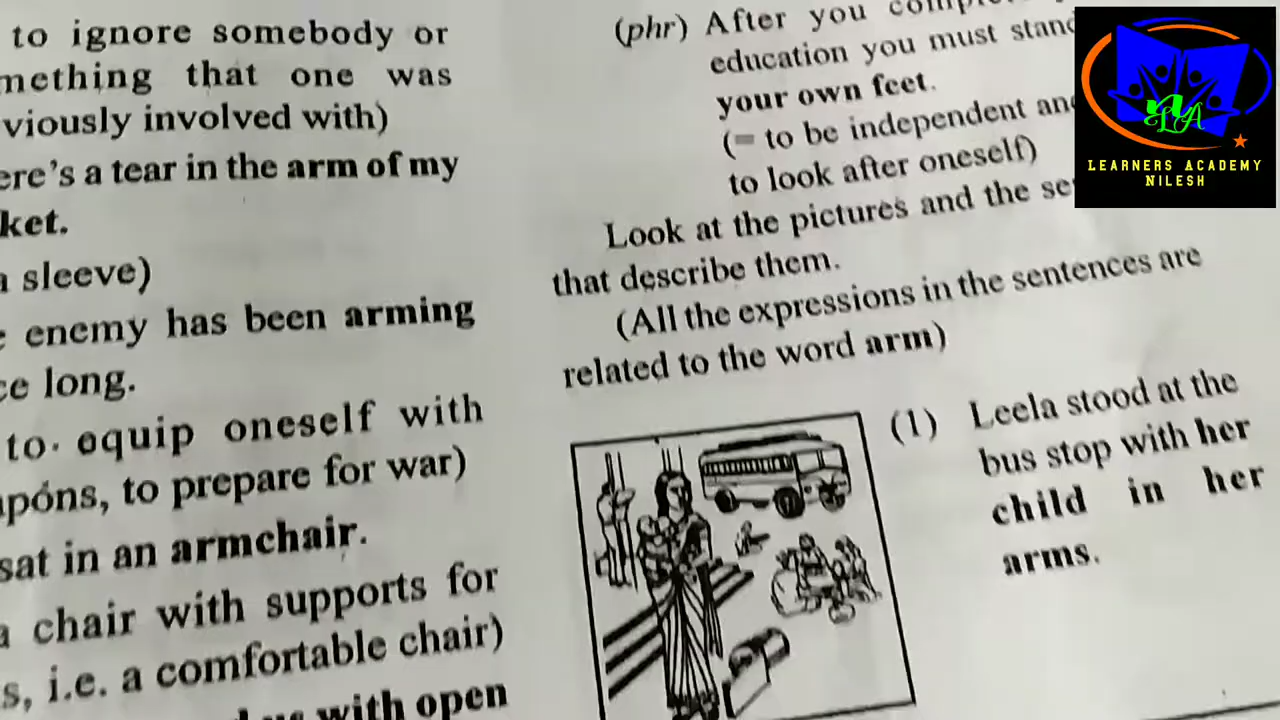 to ignore somebody or
mething that one was
viously involved with)
ere's a tear in the arm of my
ket.
a sleeve)
e enemy has been arming
ce long.
to equip oneself with
apons, to prepare for war)
sat in an armchair.
a chair with supports for
s, i.e. a comfortable chair)
with open
(phr) After you
education you must stand
your own feet.
(= to be independent and
to look after oneself)
Look at the pictures and the
that describe them.
(All the expressions in the sentences are
related to the word arm)
(1) Leela stood at the
bus stop with her
child in her
arms.
LA
LEARNERS ACADEMY
NILESH